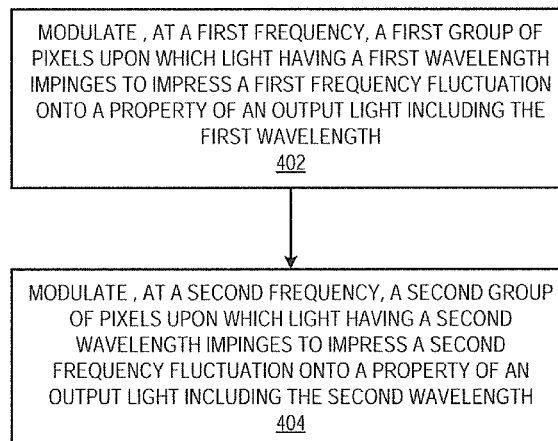 MODULATE , AT A FIRST FREQUENCY, A FIRST GROUP OF
PIXELS UPON WHICH LIGHT HAVING A FIRST WAVELENGTH
IMPINGES TO IMPRESS A FIRST FREQUENCY FLUCTUATION
ONTO A PROPERTY OF AN OUTPUT LIGHT INCLUDING THE
FIRST WAVELENGTH
402
MODULATE , AT A SECOND FREQUENCY, A SECOND GROUP
OF PIXELS UPON WHICH LIGHT HAVING A SECOND
WAVELENGTH IMPINGES TO IMPRESS A SECOND
FREQUENCY FLUCTUATION ONTO A PROPERTY OF AN
OUTPUT LIGHT INCLUDING THE SECOND WAVELENGTH
404